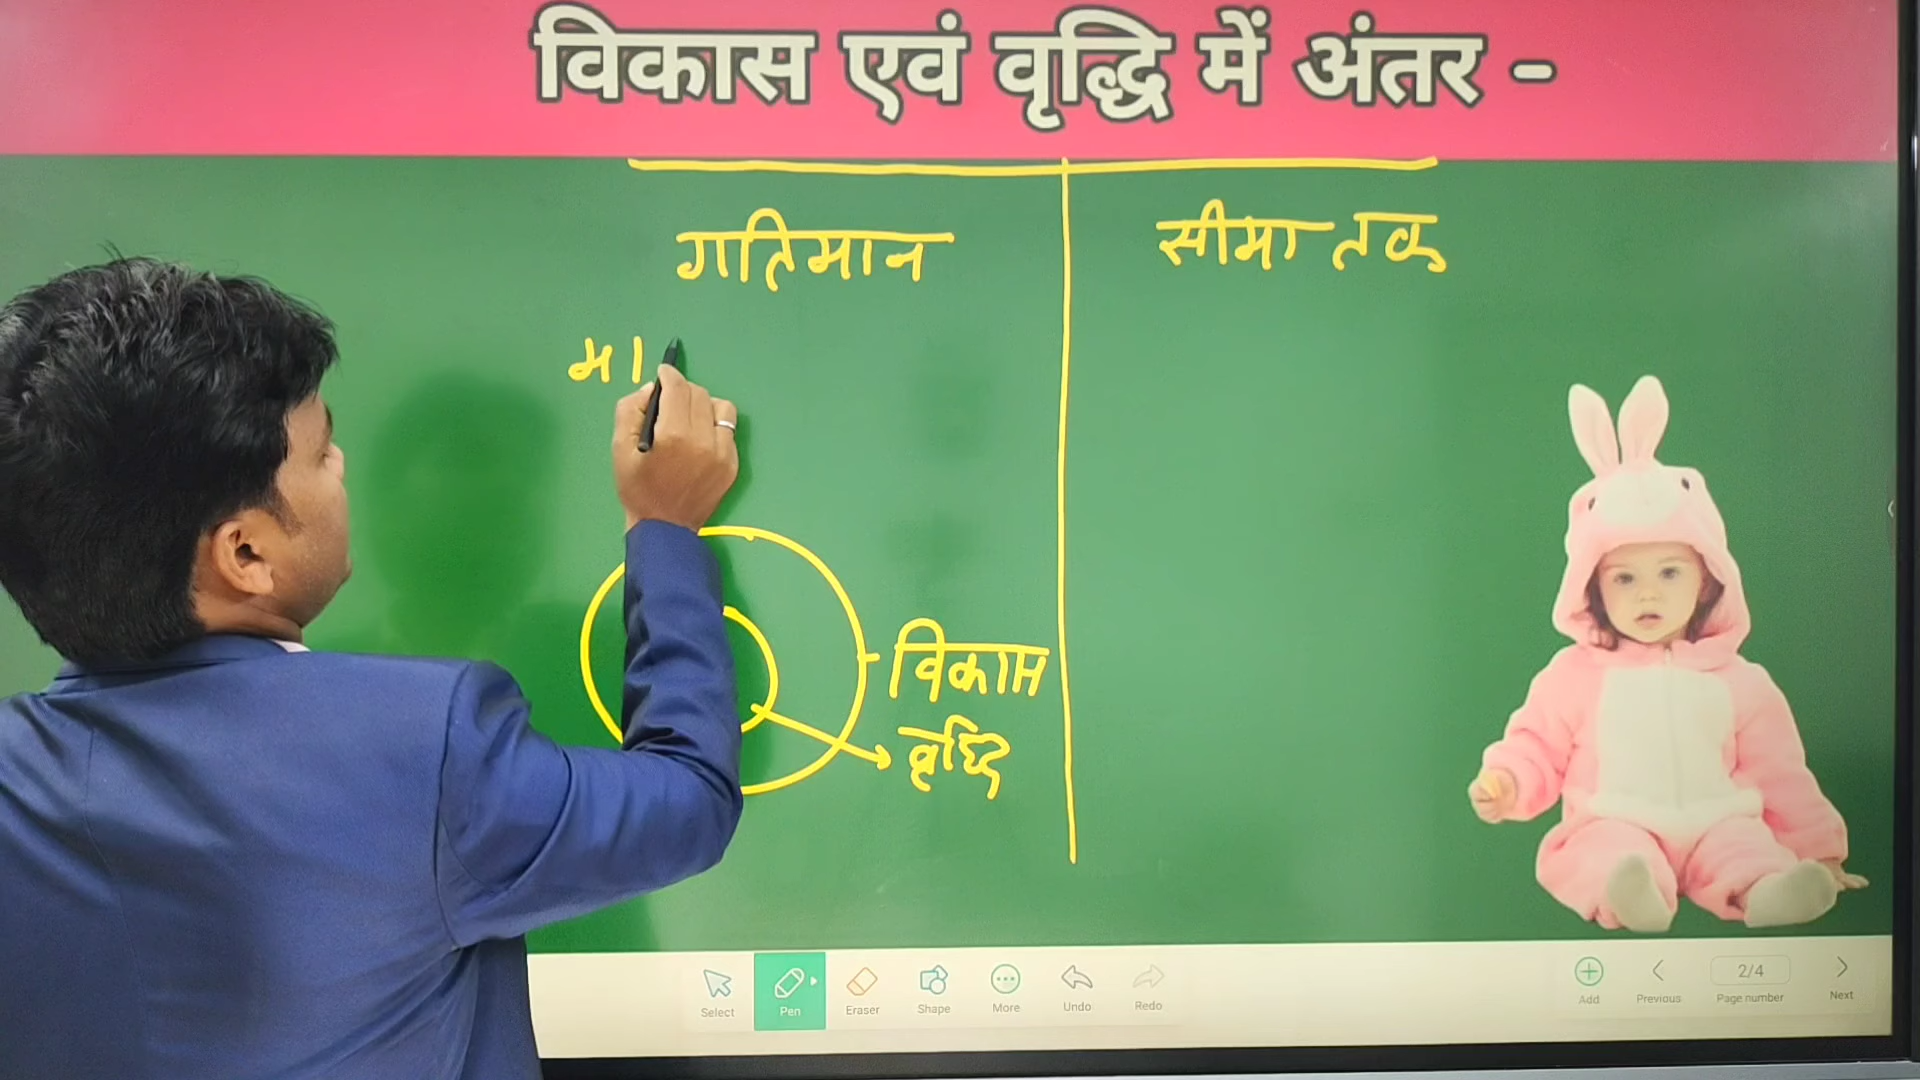 विकास एवं वृद्धि में अंतर -
गतिमान
सीमा तक
मा
विकास
वृद्धि
Select
Pen
Eraser
Shape
More
Undo
Redo
Add
Previous
2/4
Page number
Next